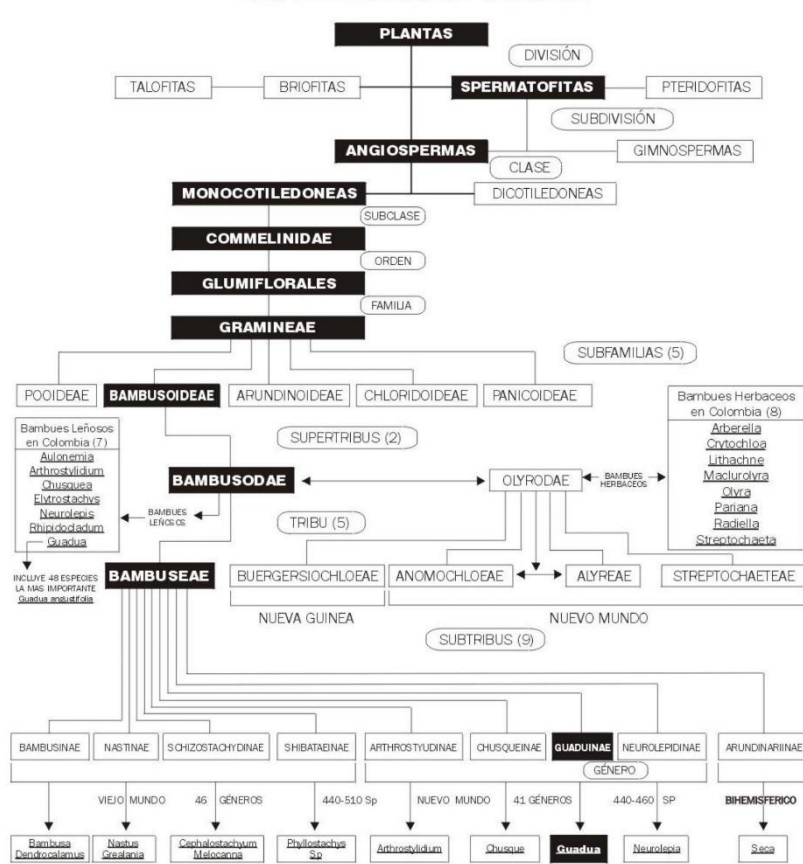 PLANTAS
DIVISIÓN
TALOFITAS
BRIOFITAS
SPERMATOFITAS
PTERIDOFITAS
SUBDIVISIÓN
ANGIOSPERMAS
GIMNOSPERMAS
CLASE
MONOCOTILEDONEAS
DICOTILEDONEAS
SUBCLASE
COMMELINIDAE
ORDEN
GLUMIFLORALES
FAMILIA
GRAMINEAE
SUBFAMILIAS (5)
POOIDEAE
BAMBUSOIDEAE
ARUNDINOIDEAE
CHLORIDOIDEAE
PANICOIDEAE
Bambues Herbaceos
en Colombia (8)
Arberella
Crytochloa
Lithachne
Maclurolyra
Olyra
Pariana
Radiella
Streptochaeta
Bambues Leñosos
en Colombia (7)
Aulonemia
Arthrostylidium
Chusquea
Elytrostachys
Neurolepis
Rhipidocladum
Guadua
SUPERTRIBUS (2)
BAMBUSODAE
OLYRODAE
BAMBUES
HERBACEOS
BAMBUES
LEÑOSOS
TRIBU (5)
INCLUYE 48 ESPECIES
LA MAS IMPORTANTE
Guadua angustifolia
BAMBUSEAE
BUERGERSIOCHLOEAE
ANOMOCHLOEAE
ALYREAE
STREPTOCHAETEAE
NUEVA GUINEA
NUEVO MUNDO
SUBTRIBUS (9)
BAMBUSINAE
NASTINAE
SCHIZOSTACHYDINAE
SHIBATAEINAE
ARTHROSTYUDINAE
CHUSQUEINAE
GUADUINAE
NEUROLEPIDINAE
ARUNDINARIINAE
GÉNERO
VIEJO MUNDO
46 GÉNEROS
440-510 Sp
NUEVO MUNDO
41 GÉNEROS
440-460 SP
BIHEMISFERICO
Bambusa
Dendrocalamus
Nastus
Grealania
Cephalostachyum
Melocanna
Phyllostachys
Sp
Arthrostylidium
Chusque
Guadua
Neurolepia
Seca